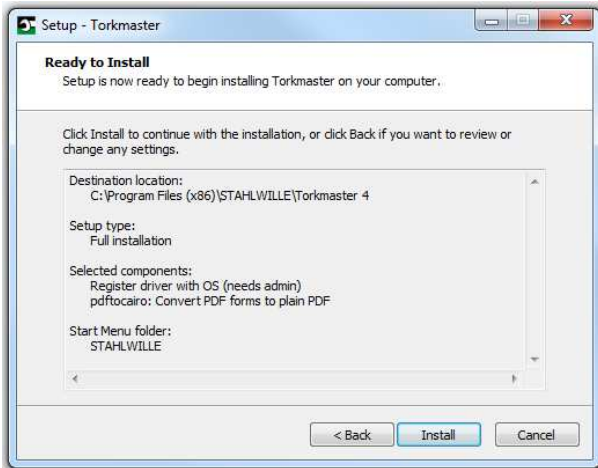 Setup - Torkmaster
Ready to Install
Setup is now ready to begin installing Torkmaster on your computer.
Click Install to continue with the installation, or click Back if you want to review or
change any settings.
Destination location:
C:\Program Files (x86)\STAHLWILLE\Torkmaster 4
Setup type:
Full installation
Selected components:
Register driver with OS (needs admin)
pdftocairo: Convert PDF forms to plain PDF
Start Menu folder:
STAHLWILLE
< Back
Install
Cancel